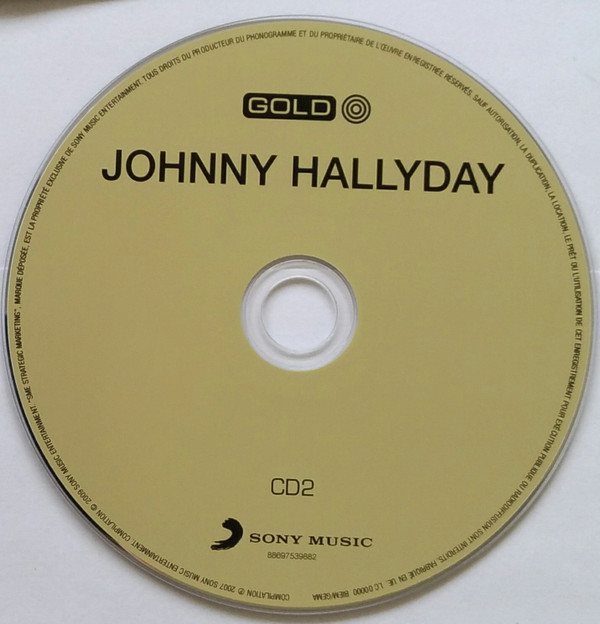 GOLD
JOHNNY HALLYDAY
CD2
SONY MUSIC
88697539882
TOUS DROITS DU PRODUCTEUR DU PHONOGRAMME ET DU PROPRIÉTAIRE DE L'ŒUVRE ENREGISTRÉE RÉSERVÉS. SAUF AUTORISATION, LA DUPLICATION, LA LOCATION, LE PRÊT OU L'UTILISATION DE CET ENREGISTREMENT POUR EXÉCUTION PUBLIQUE OU RADIODIFFUSION SONT INTERDITS. FABRIQUÉ EN UE. LC 00000 BIEM/GEMA
COMPILATION ℗ 2007 SONY MUSIC ENTERTAINMENT. COMPILATION © 2009 SONY MUSIC ENTERTAINMENT. "SME STRATEGIC MARKETING", MARQUE DÉPOSÉE, EST LA PROPRIÉTÉ EXCLUSIVE DE SONY MUSIC ENTERTAINMENT.